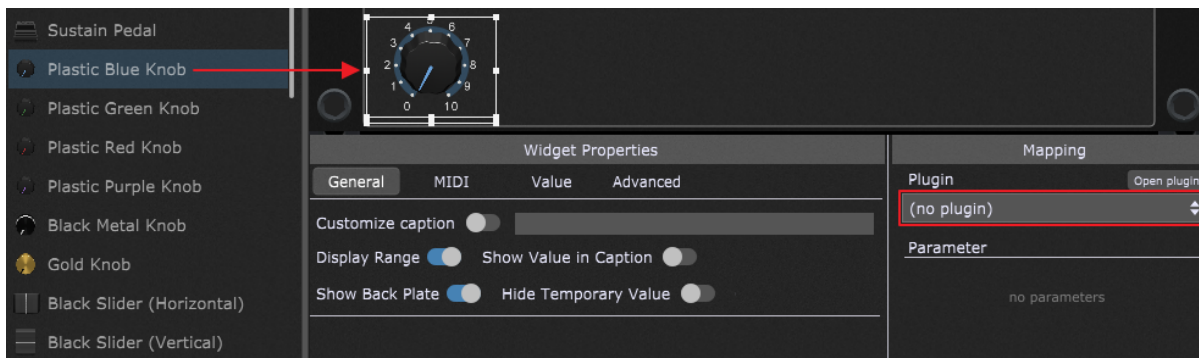 Sustain Pedal
Plastic Blue Knob
Plastic Green Knob
Plastic Red Knob
Plastic Purple Knob
Black Metal Knob
Gold Knob
Black Slider (Horizontal)
Black Slider (Vertical)
0 1 2 3 4 5 6 7 8 9 10
Widget Properties
General MIDI Value Advanced
Customize caption
Display Range Show Value in Caption
Show Back Plate Hide Temporary Value
Mapping
Plugin Open plugin
(no plugin)
Parameter
no parameters